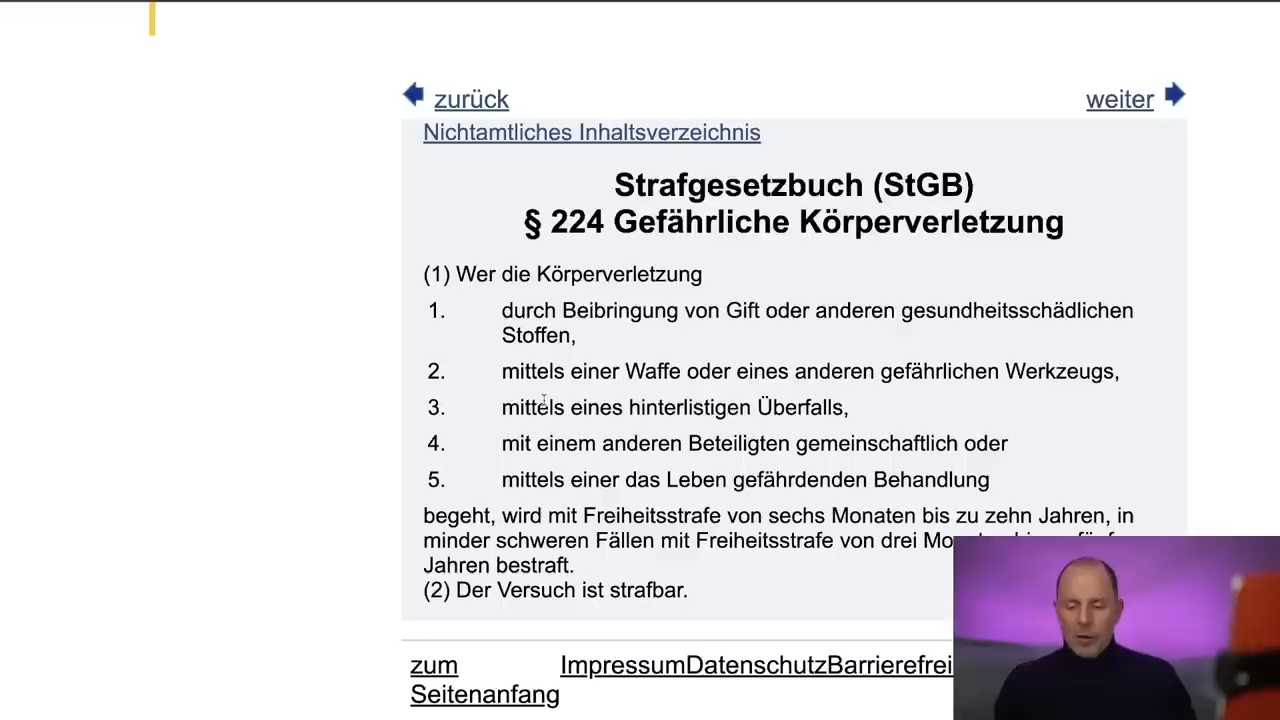 zurück
weiter
Nichtamtliches Inhaltsverzeichnis
Strafgesetzbuch (StGB)
§ 224 Gefährliche Körperverletzung
(1) Wer die Körperverletzung
1. durch Beibringung von Gift oder anderen gesundheitsschädlichen
Stoffen,
2. mittels einer Waffe oder eines anderen gefährlichen Werkzeugs,
3. mittels eines hinterlistigen Überfalls,
4. mit einem anderen Beteiligten gemeinschaftlich oder
5. mittels einer das Leben gefährdenden Behandlung
begeht, wird mit Freiheitsstrafe von sechs Monaten bis zu zehn Jahren, in
minder schweren Fällen mit Freiheitsstrafe von drei
Jahren bestraft.
(2) Der Versuch ist strafbar.
zum ImpressumDatenschutzBarrierefrei
Seitenanfang